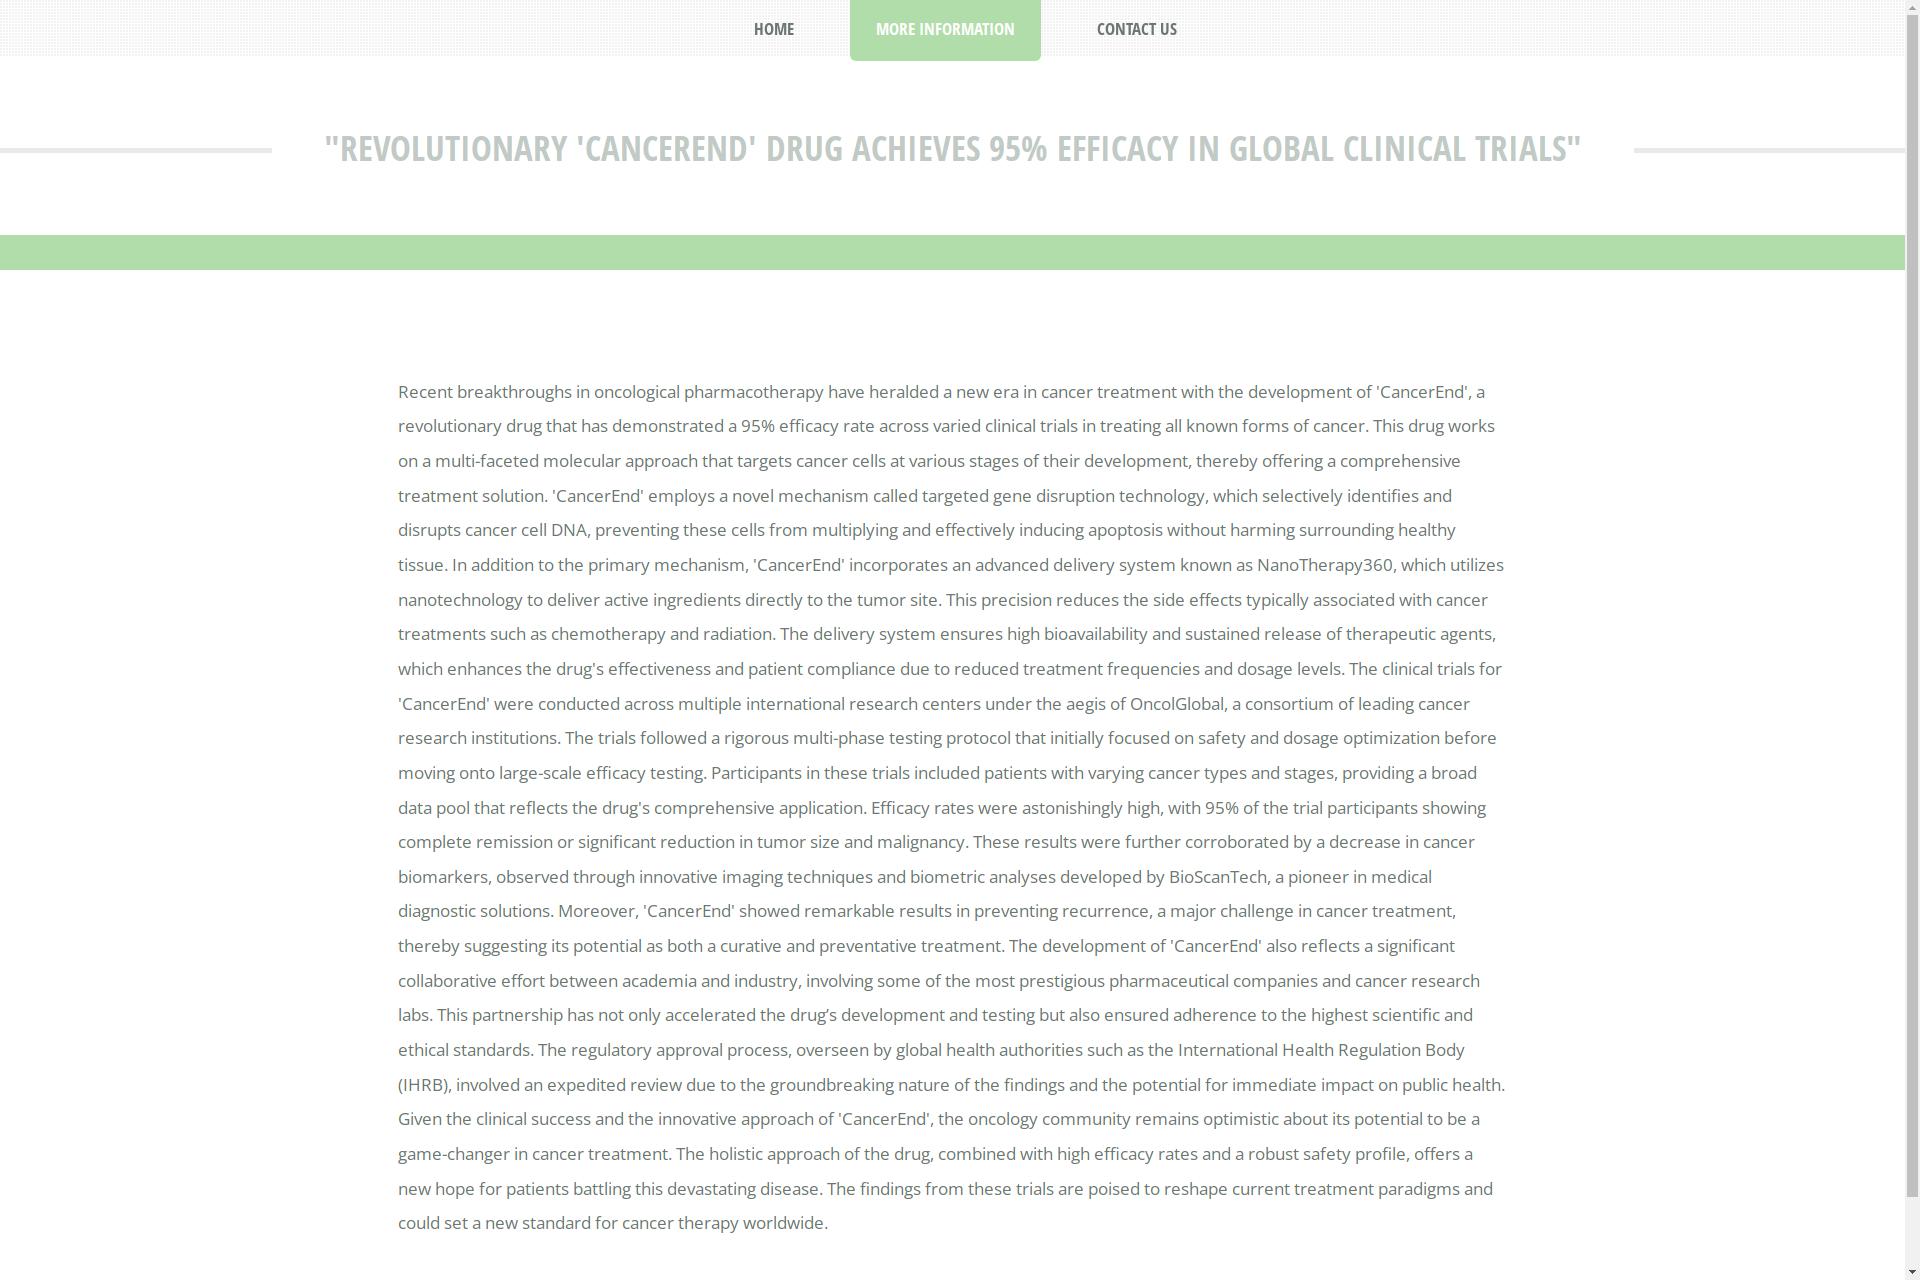 HOME
MORE INFORMATION
CONTACT US
"REVOLUTIONARY 'CANCEREND' DRUG ACHIEVES 95% EFFICACY IN GLOBAL CLINICAL TRIALS"
Recent breakthroughs in oncological pharmacotherapy have heralded a new era in cancer treatment with the development of 'CancerEnd', a
revolutionary drug that has demonstrated a 95% efficacy rate across varied clinical trials in treating all known forms of cancer. This drug works
on a multi-faceted molecular approach that targets cancer cells at various stages of their development, thereby offering a comprehensive
treatment solution. 'CancerEnd' employs a novel mechanism called targeted gene disruption technology, which selectively identifies and
disrupts cancer cell DNA, preventing these cells from multiplying and effectively inducing apoptosis without harming surrounding healthy
tissue. In addition to the primary mechanism, 'CancerEnd' incorporates an advanced delivery system known as NanoTherapy360, which utilizes
nanotechnology to deliver active ingredients directly to the tumor site. This precision reduces the side effects typically associated with cancer
treatments such as chemotherapy and radiation. The delivery system ensures high bioavailability and sustained release of therapeutic agents,
which enhances the drug's effectiveness and patient compliance due to reduced treatment frequencies and dosage levels. The clinical trials for
'CancerEnd' were conducted across multiple international research centers under the aegis of OncolGlobal, a consortium of leading cancer
research institutions. The trials followed a rigorous multi-phase testing protocol that initially focused on safety and dosage optimization before
moving onto large-scale efficacy testing. Participants in these trials included patients with varying cancer types and stages, providing a broad
data pool that reflects the drug's comprehensive application. Efficacy rates were astonishingly high, with 95% of the trial participants showing
complete remission or significant reduction in tumor size and malignancy. These results were further corroborated by a decrease in cancer
biomarkers, observed through innovative imaging techniques and biometric analyses developed by BioScanTech, a pioneer in medical
diagnostic solutions. Moreover, 'CancerEnd' showed remarkable results in preventing recurrence, a major challenge in cancer treatment,
thereby suggesting its potential as both a curative and preventative treatment. The development of 'CancerEnd' also reflects a significant
collaborative effort between academia and industry, involving some of the most prestigious pharmaceutical companies and cancer research
labs. This partnership has not only accelerated the drug’s development and testing but also ensured adherence to the highest scientific and
ethical standards. The regulatory approval process, overseen by global health authorities such as the International Health Regulation Body
(IHRB), involved an expedited review due to the groundbreaking nature of the findings and the potential for immediate impact on public health.
Given the clinical success and the innovative approach of 'CancerEnd', the oncology community remains optimistic about its potential to be a
game-changer in cancer treatment. The holistic approach of the drug, combined with high efficacy rates and a robust safety profile, offers a
new hope for patients battling this devastating disease. The findings from these trials are poised to reshape current treatment paradigms and
could set a new standard for cancer therapy worldwide.